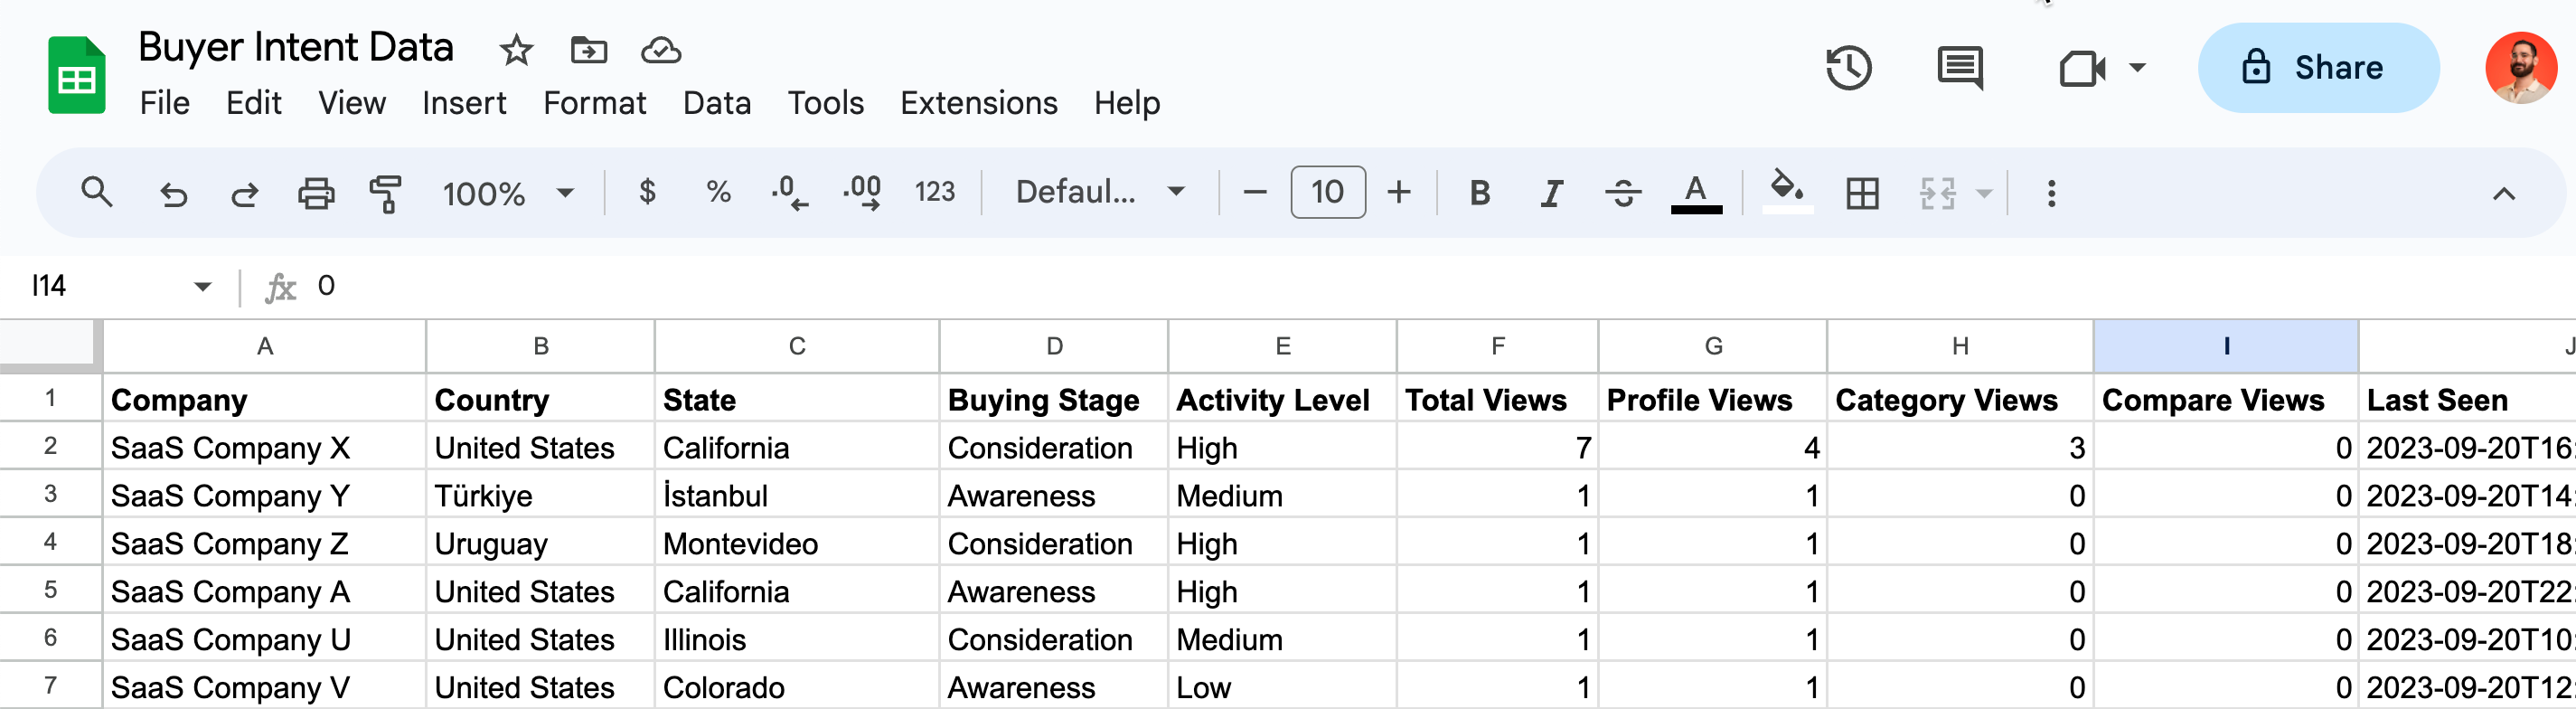 Buyer Intent Data
File Edit View Insert Format Data Tools Extensions Help
Share
100% $ % .0 .00 123 Defaul... 10 B I A
I14 fx 0
A B C D E F G H I J
1 Company Country State Buying Stage Activity Level Total Views Profile Views Category Views Compare Views Last Seen
2 SaaS Company X United States California Consideration High 7 4 3 0 2023-09-20T16:
3 SaaS Company Y Türkiye İstanbul Awareness Medium 1 1 0 0 2023-09-20T14:
4 SaaS Company Z Uruguay Montevideo Consideration High 1 1 0 0 2023-09-20T18:
5 SaaS Company A United States California Awareness High 1 1 0 0 2023-09-20T22:
6 SaaS Company U United States Illinois Consideration Medium 1 1 0 0 2023-09-20T10:
7 SaaS Company V United States Colorado Awareness Low 1 1 0 0 2023-09-20T12: